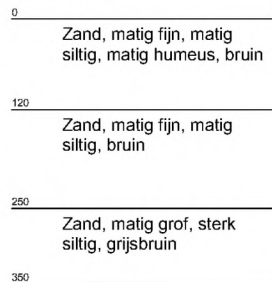 0
Zand, matig fijn, matig
siltig, matig humeus, bruin
120
Zand, matig fijn, matig
siltig, bruin
250
Zand, matig grof, sterk
siltig, grijsbruin
350